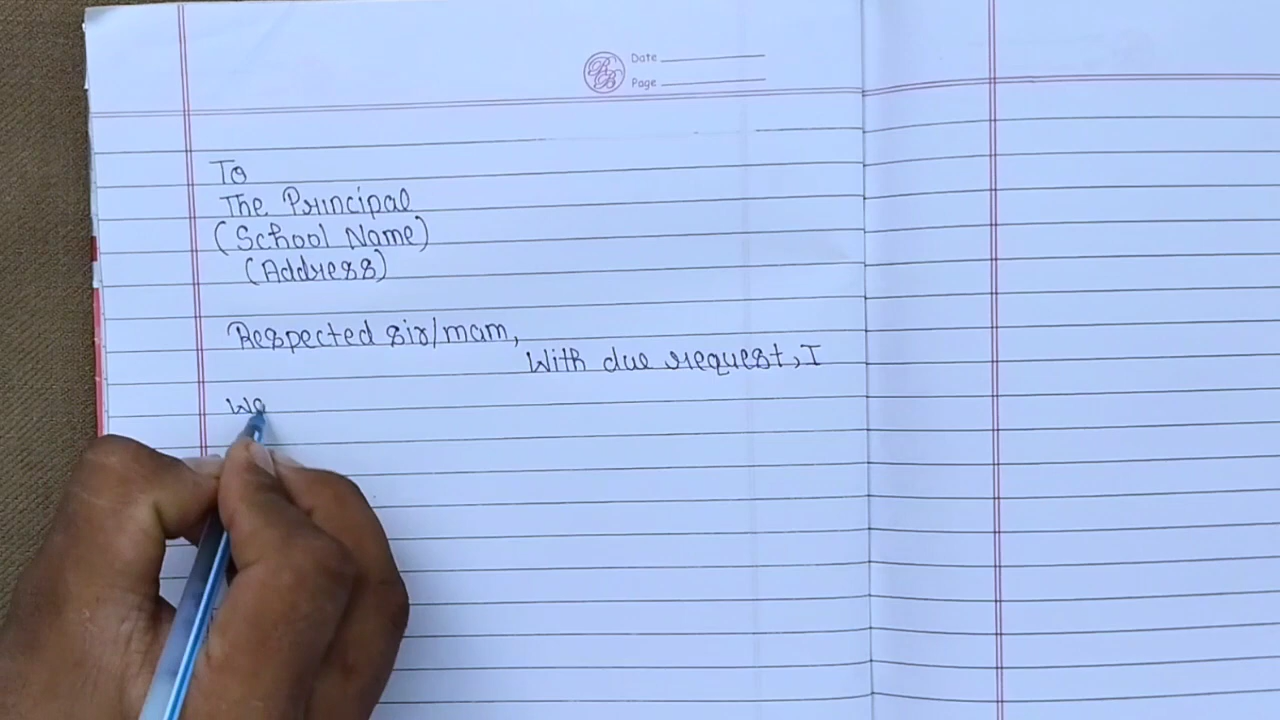 Date
Page
To
The Principal
(School Name)
(Address)
Respected sir/mam,
With due request, I